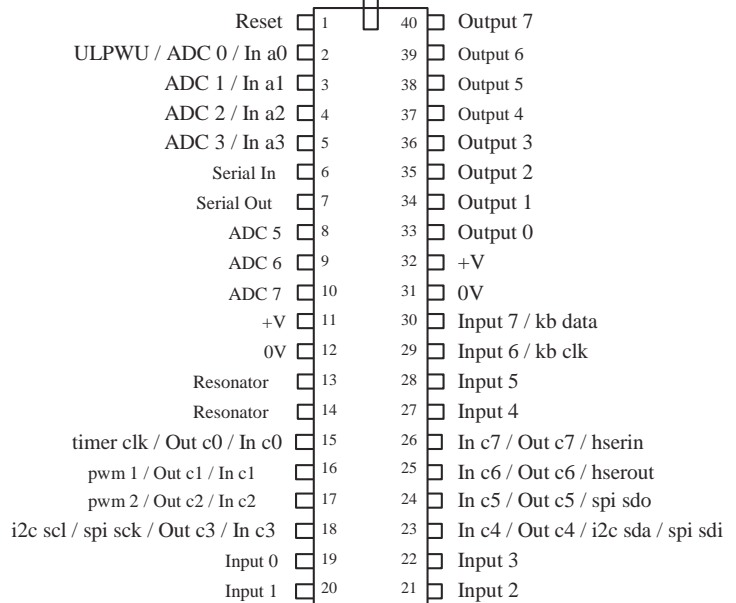 Reset 1 40 Output 7
ULPWU / ADC 0 / In a0 2 39 Output 6
ADC 1 / In a1 3 38 Output 5
ADC 2 / In a2 4 37 Output 4
ADC 3 / In a3 5 36 Output 3
Serial In 6 35 Output 2
Serial Out 7 34 Output 1
ADC 5 8 33 Output 0
ADC 6 9 32 +V
ADC 7 10 31 0V
+V 11 30 Input 7 / kb data
0V 12 29 Input 6 / kb clk
Resonator 13 28 Input 5
Resonator 14 27 Input 4
timer clk / Out c0 / In c0 15 26 In c7 / Out c7 / hserin
pwm 1 / Out c1 / In c1 16 25 In c6 / Out c6 / hserout
pwm 2 / Out c2 / In c2 17 24 In c5 / Out c5 / spi sdo
i2c scl / spi sck / Out c3 / In c3 18 23 In c4 / Out c4 / i2c sda / spi sdi
Input 0 19 22 Input 3
Input 1 20 21 Input 2